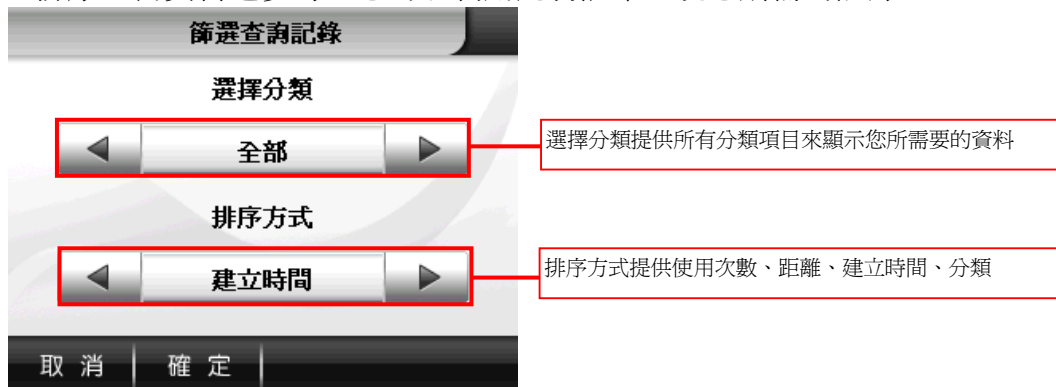 篩選查詢記錄
選擇分類
全部
選擇分類提供所有分類項目來顯示您所需要的資料
排序方式
建立時間
排序方式提供使用次數、距離、建立時間、分類
取消
確定